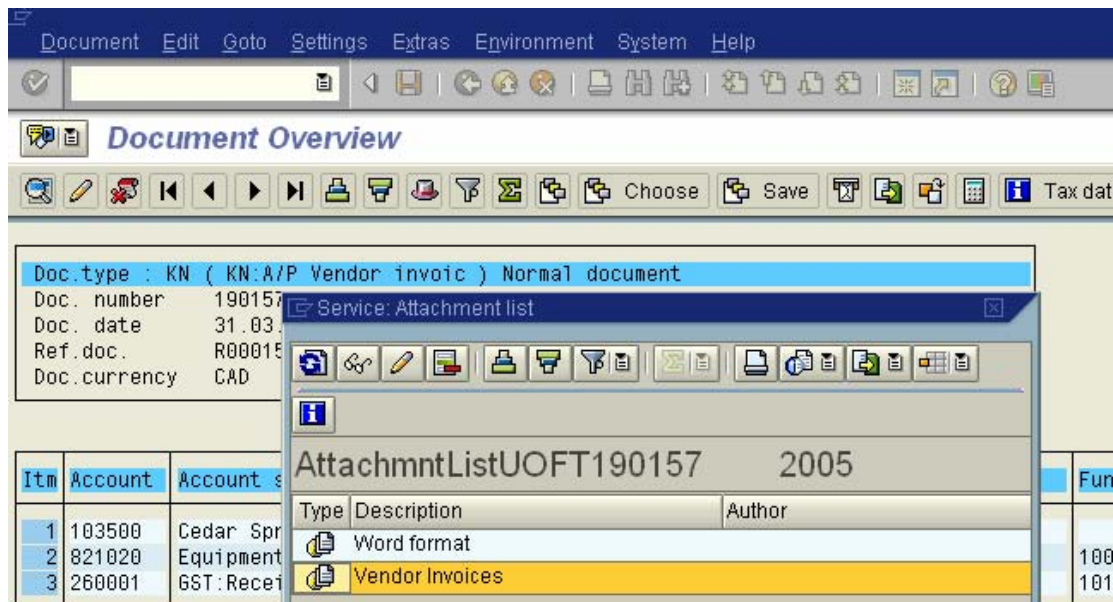 Document Edit Goto Settings Extras Environment System Help
Document Overview
Choose Save Tax dat
Doc.type : KN ( KN:A/P Vendor invoic ) Normal document
Doc. number 190157
Doc. date 31.03.
Ref.doc. R00015
Doc.currency CAD
Service: Attachment list
AttachmntListUOFT190157 2005
Type Description Author
Word format
Vendor Invoices
Itm Account Account s Fun
1 103500 Cedar Spr
2 821020 Equipment 100
3 260001 GST:Recei 101